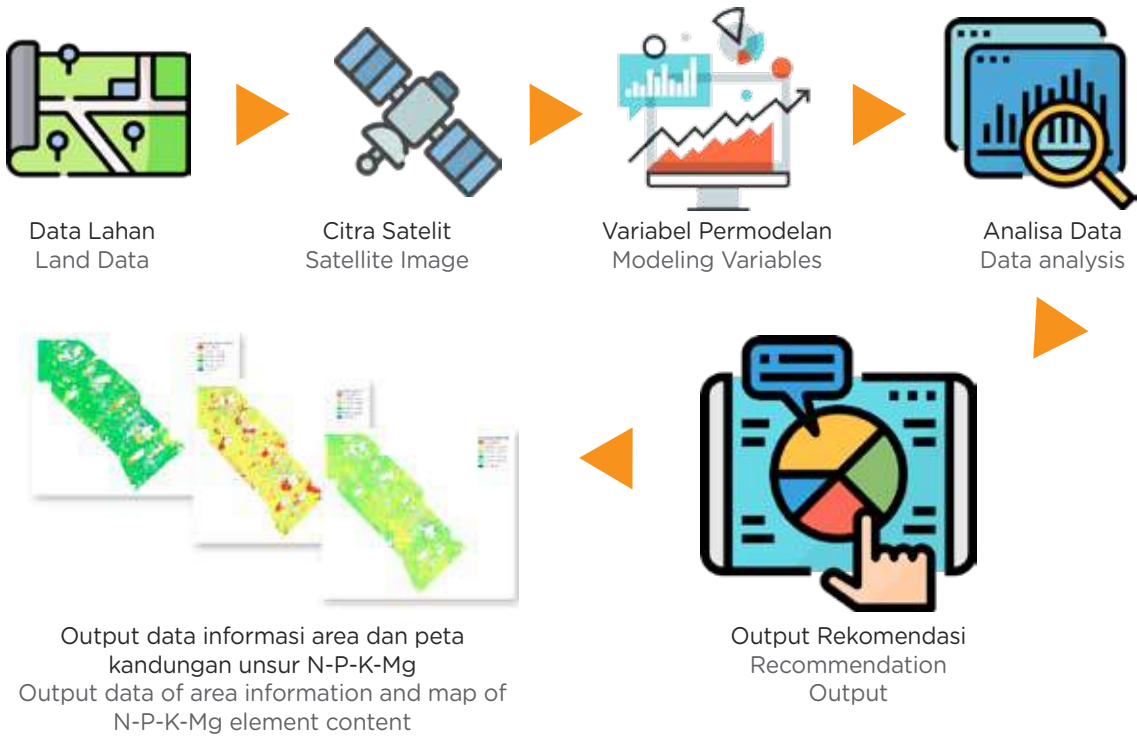 Data Lahan
Land Data
Citra Satelit
Satellite Image
Variabel Permodelan
Modeling Variables
Analisa Data
Data analysis
Output Rekomendasi
Recommendation
Output
Output data informasi area dan peta
kandungan unsur N-P-K-Mg
Output data of area information and map of
N-P-K-Mg element content